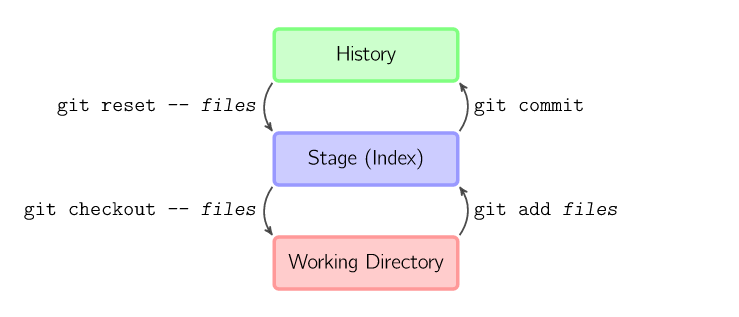 History
git reset -- files
git commit
Stage (Index)
git checkout -- files
git add files
Working Directory